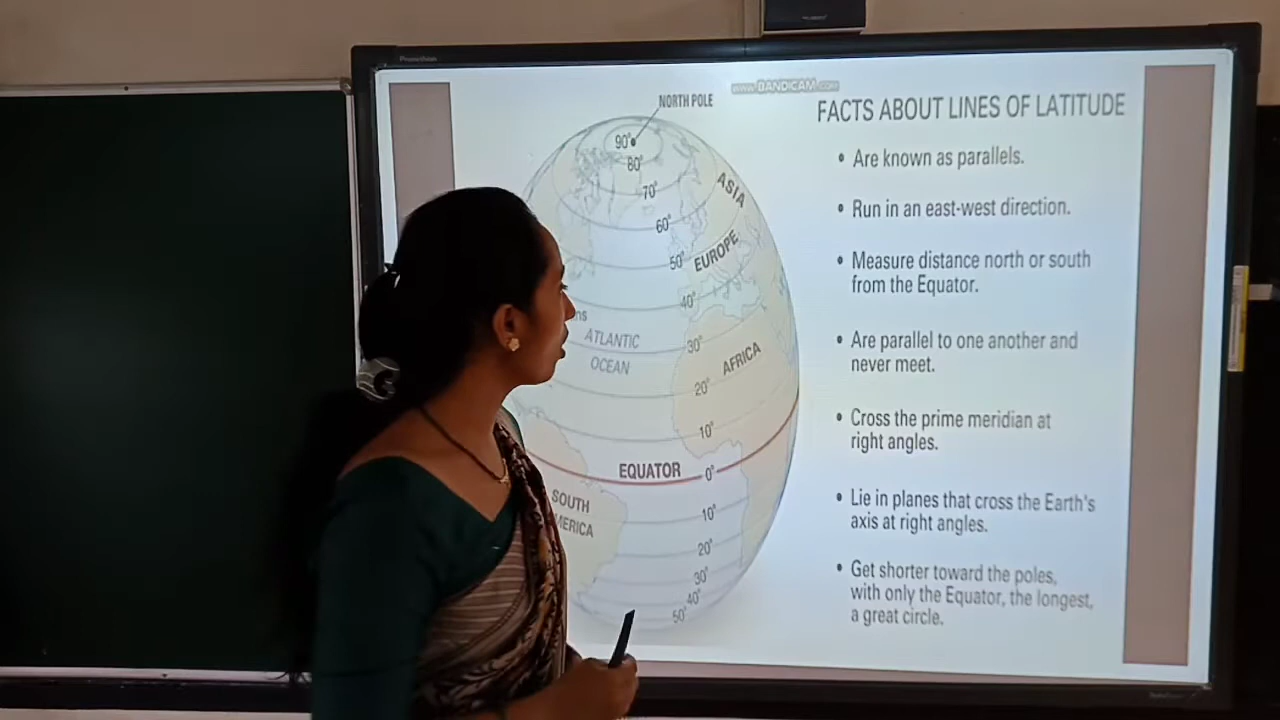 Promethean
www.BANDICAM.com
NORTH POLE
FACTS ABOUT LINES OF LATITUDE
90°
80°
70°
60°
50°
40°
30°
20°
10°
0°
10°
20°
30°
40°
50°
ASIA
EUROPE
ATLANTIC
OCEAN
AFRICA
EQUATOR
SOUTH
• Are known as parallels.
• Run in an east-west direction.
• Measure distance north or south
from the Equator.
• Are parallel to one another and
never meet.
• Cross the prime meridian at
right angles.
• Lie in planes that cross the Earth's
axis at right angles.
• Get shorter toward the poles,
with only the Equator, the longest,
a great circle.